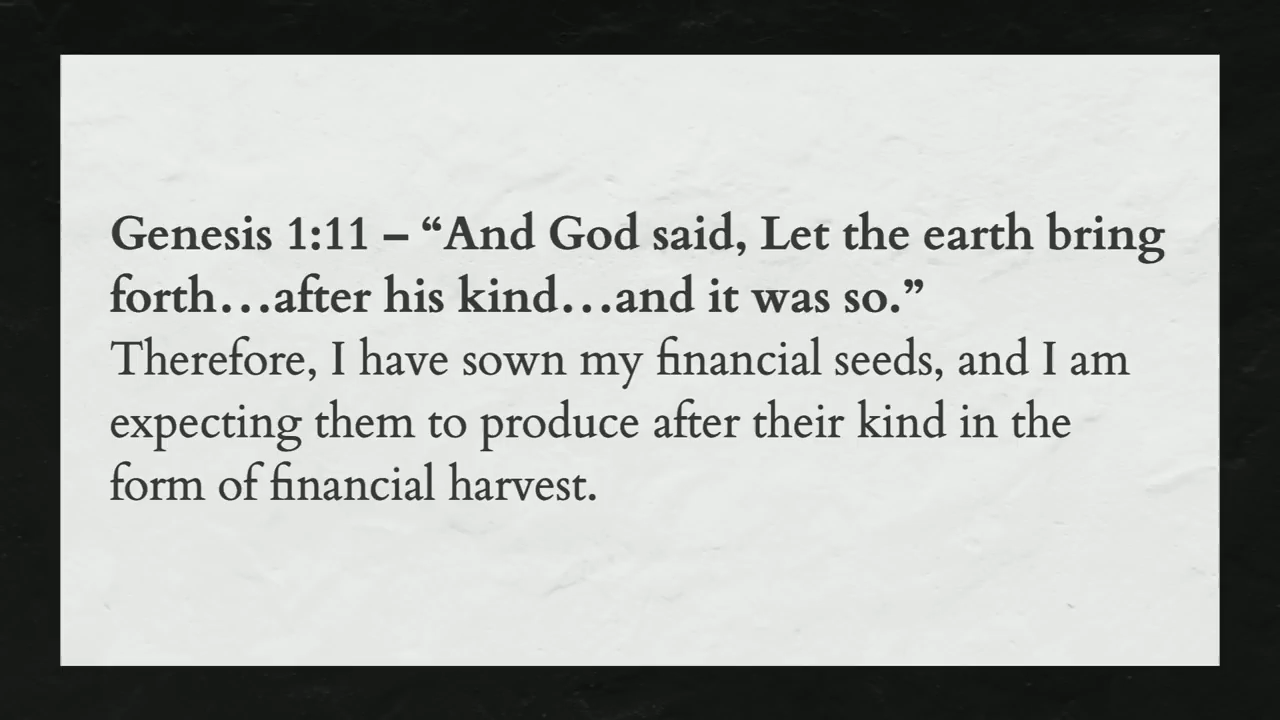 Genesis 1:11 – “And God said, Let the earth bring
forth…after his kind…and it was so.”
Therefore, I have sown my financial seeds, and I am
expecting them to produce after their kind in the
form of financial harvest.